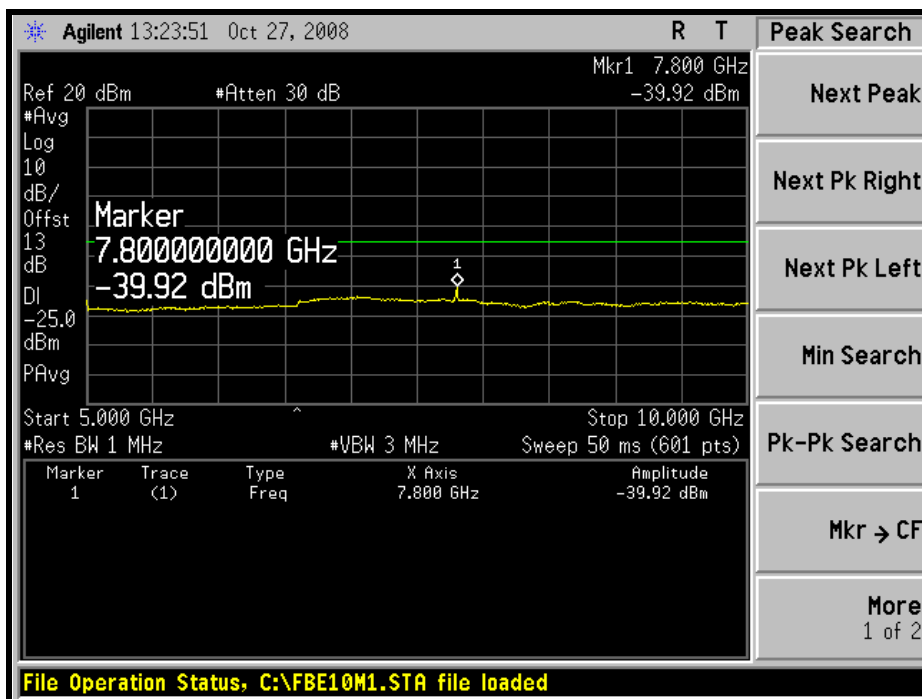 Agilent 13:23:51 Oct 27, 2008 R T
Mkr1 7.800 GHz
Ref 20 dBm #Atten 30 dB -39.92 dBm
#Avg
Log
10
dB/
Offst
13
dB
DI
-25.0
dBm
PAvg
Marker
7.800000000 GHz
-39.92 dBm
1
Start 5.000 GHz ^ Stop 10.000 GHz
#Res BW 1 MHz #VBW 3 MHz Sweep 50 ms (601 pts)
Marker Trace Type X Axis Amplitude
1 (1) Freq 7.800 GHz -39.92 dBm
File Operation Status, C:\FBE10M1.STA file loaded
Peak Search
Next Peak
Next Pk Right
Next Pk Left
Min Search
Pk-Pk Search
Mkr → CF
More
1 of 2